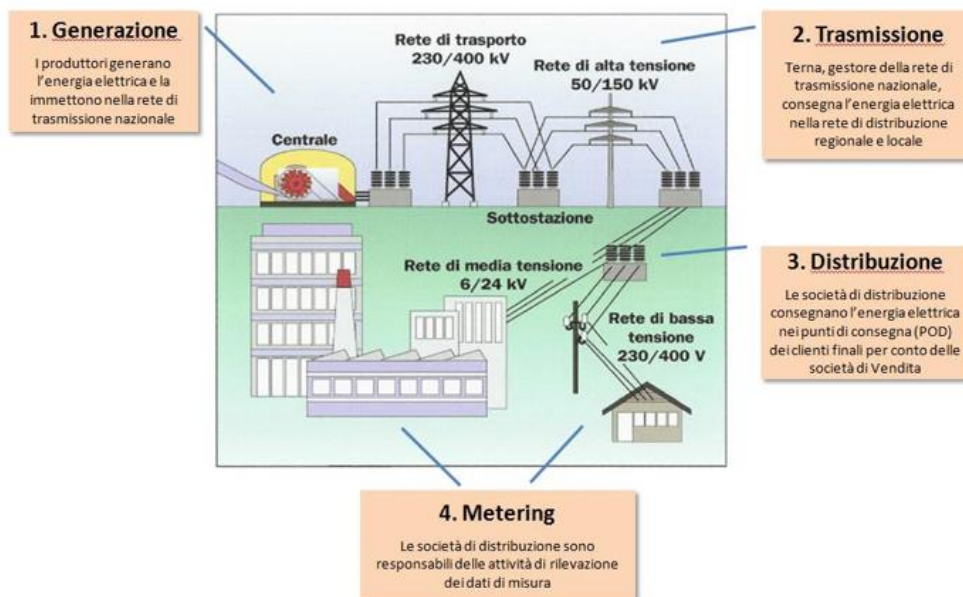 1. Generazione
I produttori generano
l'energia elettrica e la
immettono nella rete di
trasmissione nazionale
Rete di trasporto
230/400 kV
Rete di alta tensione
50/150 kV
2. Trasmissione
Terna, gestore della rete di
trasmissione nazionale,
consegna l'energia elettrica
nella rete di distribuzione
regionale e locale
Centrale
Sottostazione
Rete di media tensione
6/24 kV
Rete di bassa
tensione
230/400 V
3. Distribuzione
Le società di distribuzione
consegnano l'energia elettrica
nei punti di consegna (POD)
dei clienti finali per conto delle
società di Vendita
4. Metering
Le società di distribuzione sono
responsabili delle attività di rilevazione
dei dati di misura